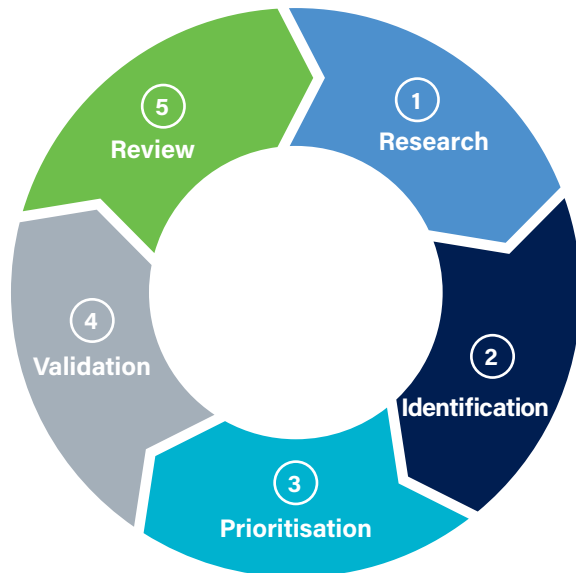 1
Research
2
Identification
3
Prioritisation
4
Validation
5
Review